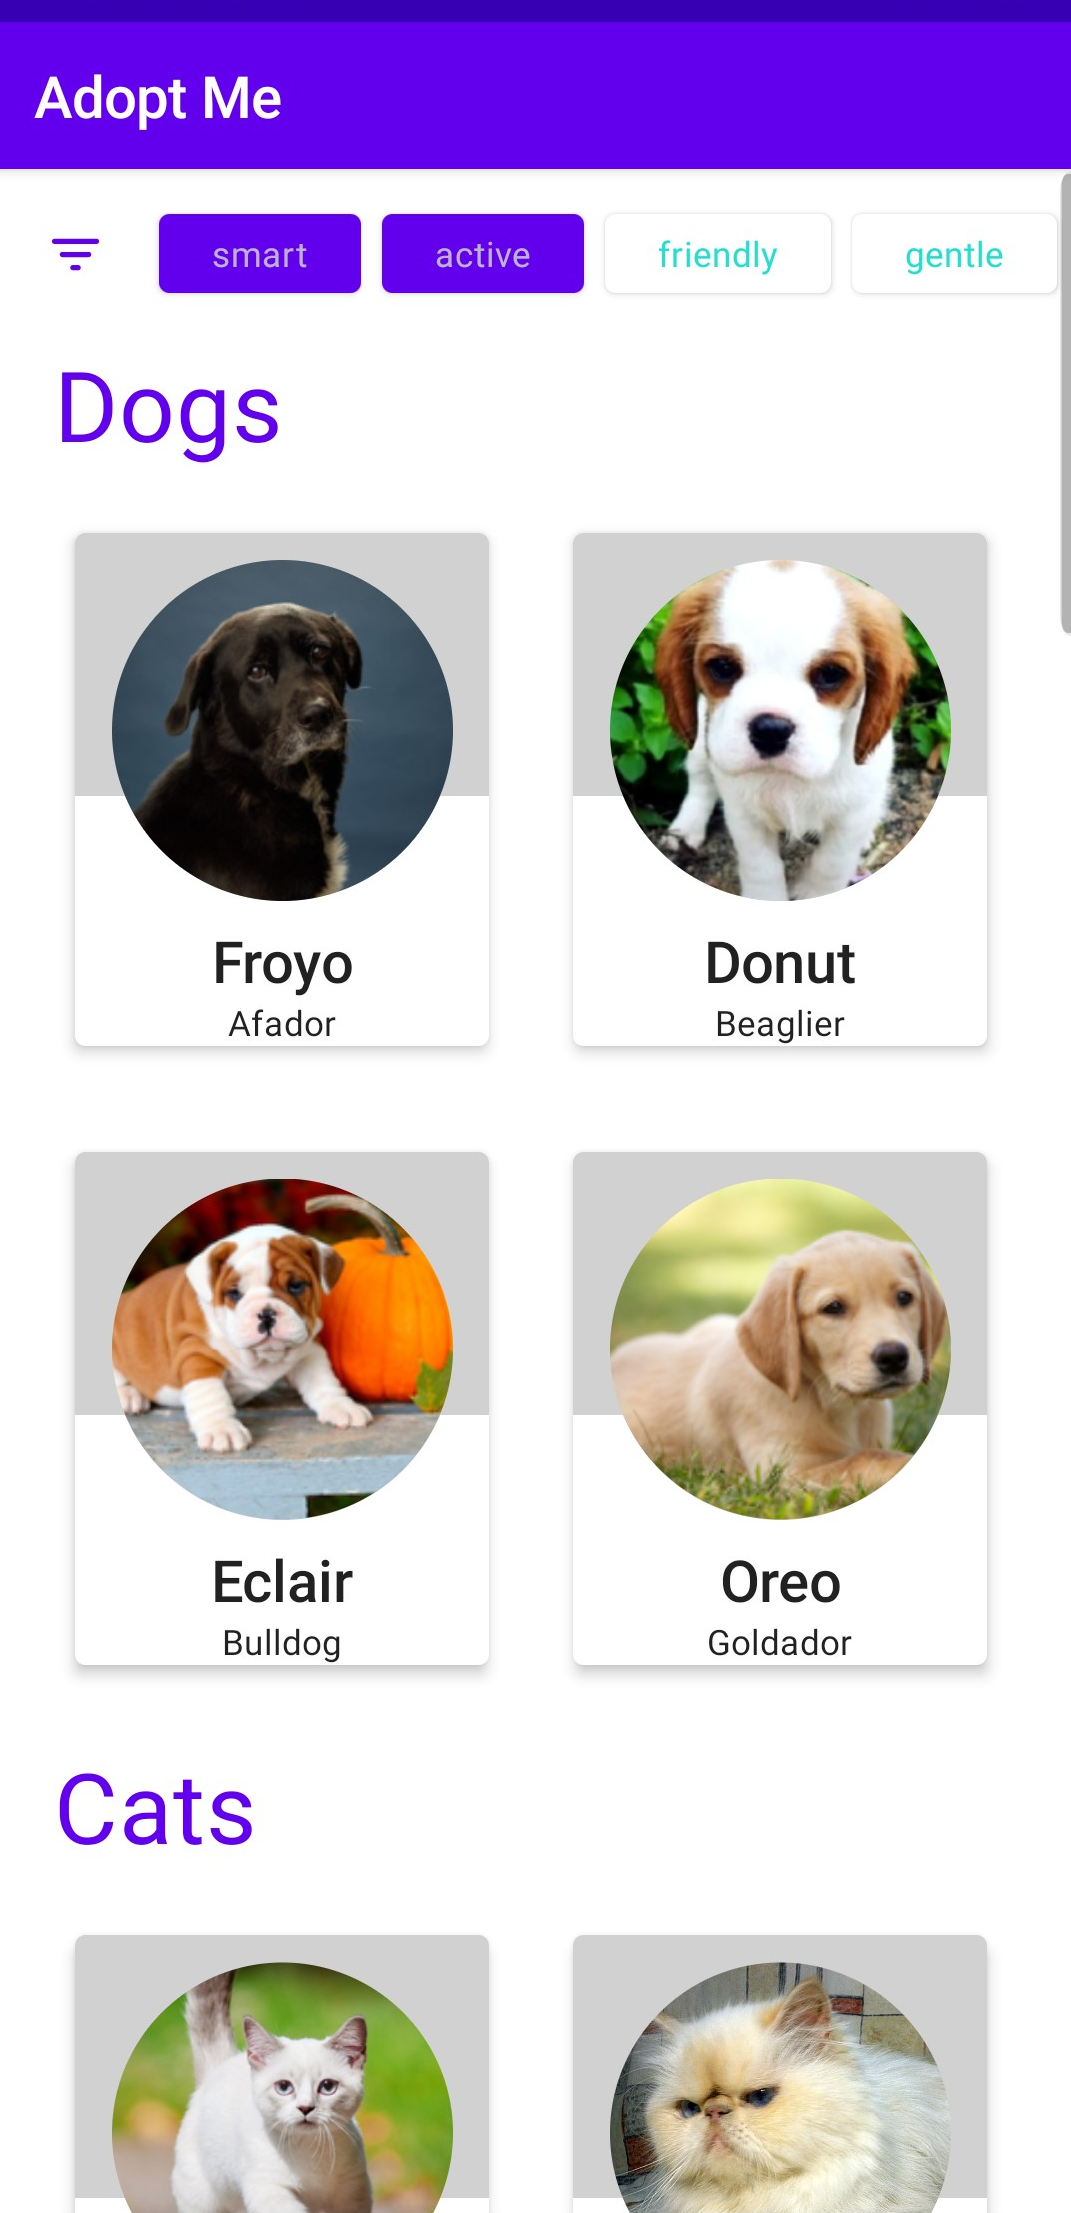 Adopt Me
smart active friendly gentle
Dogs
Froyo Donut
Afador Beaglier
Eclair Oreo
Bulldog Goldador
Cats